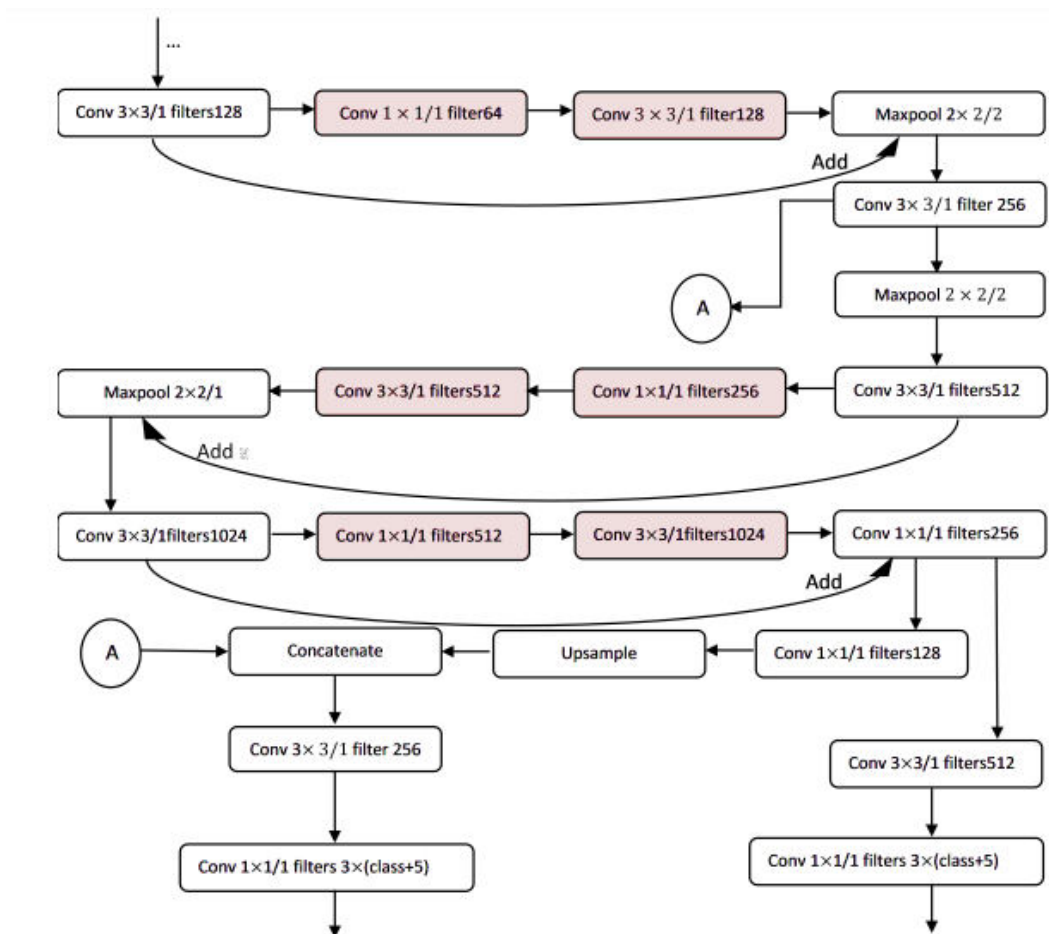 ...
Conv 3×3/1 filters128
Conv 1 × 1/1 filter64
Conv 3 × 3/1 filter128
Maxpool 2× 2/2
Add
Conv 3× 3/1 filter 256
A
Maxpool 2 × 2/2
Maxpool 2×2/1
Conv 3×3/1 filters512
Conv 1×1/1 filters256
Conv 3×3/1 filters512
Add
Conv 3×3/1filters1024
Conv 1×1/1 filters512
Conv 3×3/1filters1024
Conv 1×1/1 filters256
Add
A
Concatenate
Upsample
Conv 1×1/1 filters128
Conv 3× 3/1 filter 256
Conv 3×3/1 filters512
Conv 1×1/1 filters 3×(class+5)
Conv 1×1/1 filters 3×(class+5)